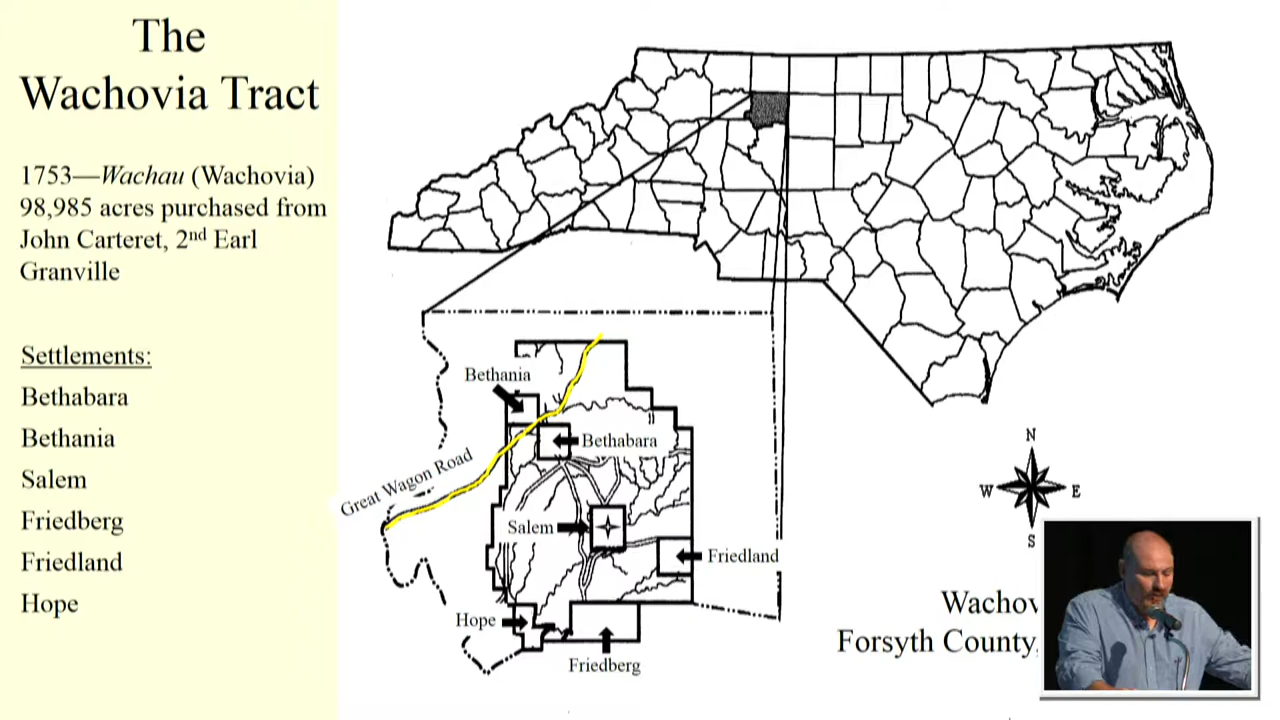 The
Wachovia Tract
1753—Wachau (Wachovia)
98,985 acres purchased from
John Carteret, 2nd Earl
Granville
Settlements:
Bethabara
Bethania
Salem
Friedberg
Friedland
Hope
Bethania
Bethabara
Great Wagon Road
Salem
Friedland
Hope
Friedberg
N
W E
S
Wachov
Forsyth County,